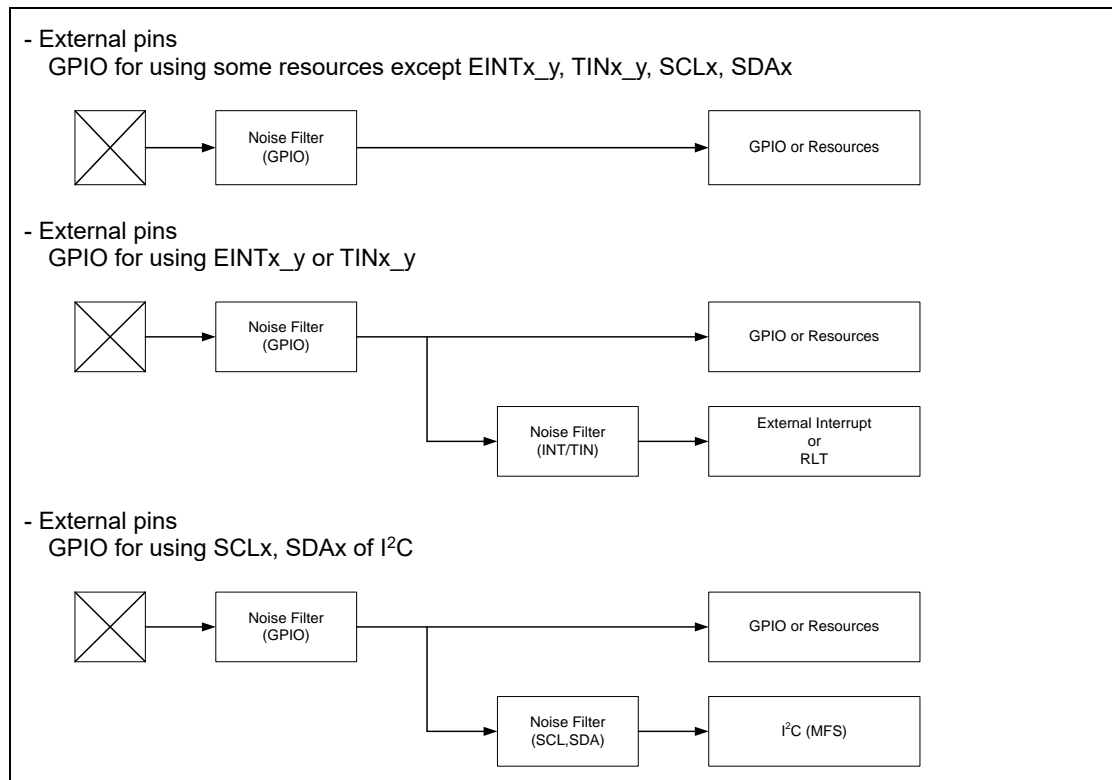 - External pins
GPIO for using some resources except EINTx_y, TINx_y, SCLx, SDAx
Noise Filter
(GPIO)
GPIO or Resources
- External pins
GPIO for using EINTx_y or TINx_y
Noise Filter
(GPIO)
GPIO or Resources
Noise Filter
(INT/TIN)
External Interrupt
or
RLT
- External pins
GPIO for using SCLx, SDAx of I²C
Noise Filter
(GPIO)
GPIO or Resources
Noise Filter
(SCL,SDA)
I²C (MFS)